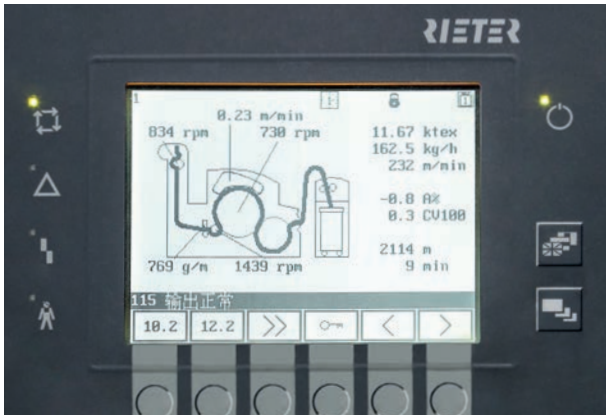 RIETER
1
0.23 m/min
834 rpm
730 rpm
11.67 ktex
162.5 kg/h
232 m/min
-0.8 A%
0.3 CV100
2114 m
9 min
769 g/m
1439 rpm
115 输出正常
10.2
12.2